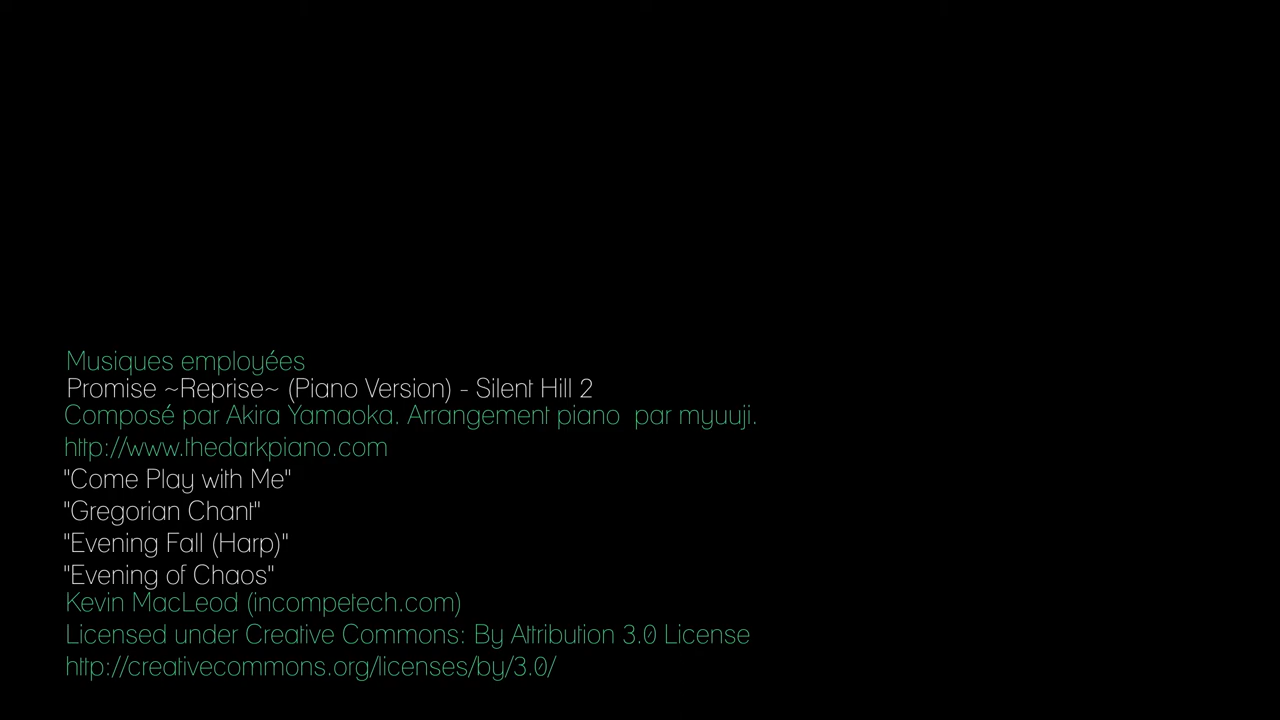 Musiques employées
Promise ~Reprise~ (Piano Version) - Silent Hill 2
Composé par Akira Yamaoka. Arrangement piano  par myuuji.
http://www.thedarkpiano.com
"Come Play with Me"
"Gregorian Chant"
"Evening Fall (Harp)"
"Evening of Chaos"
Kevin MacLeod (incompetech.com)
Licensed under Creative Commons: By Attribution 3.0 License
http://creativecommons.org/licenses/by/3.0/